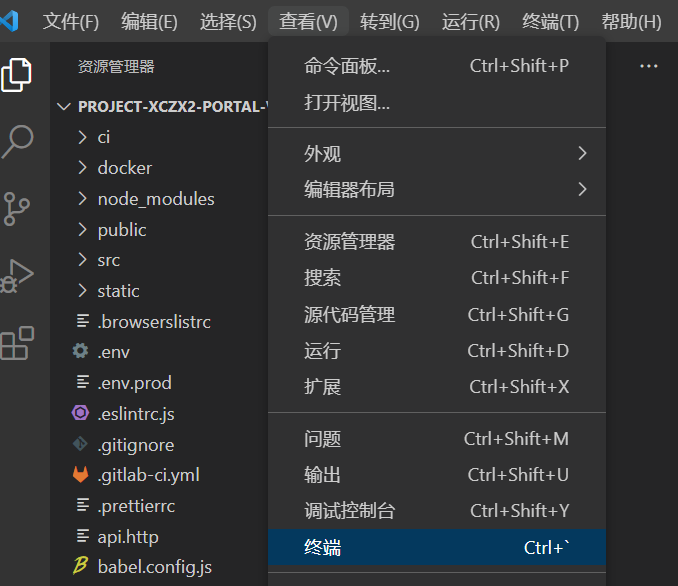 文件(F) 编辑(E) 选择(S) 查看(V) 转到(G) 运行(R) 终端(T) 帮助(H)
资源管理器
PROJECT-XCZX2-PORTAL-
ci
docker
node_modules
public
src
static
.browserslistrc
.env
.env.prod
.eslintrc.js
.gitignore
.gitlab-ci.yml
.prettierrc
api.http
babel.config.js
命令面板... Ctrl+Shift+P
打开视图...
外观
编辑器布局
资源管理器 Ctrl+Shift+E
搜索 Ctrl+Shift+F
源代码管理 Ctrl+Shift+G
运行 Ctrl+Shift+D
扩展 Ctrl+Shift+X
问题 Ctrl+Shift+M
输出 Ctrl+Shift+U
调试控制台 Ctrl+Shift+Y
终端 Ctrl+`